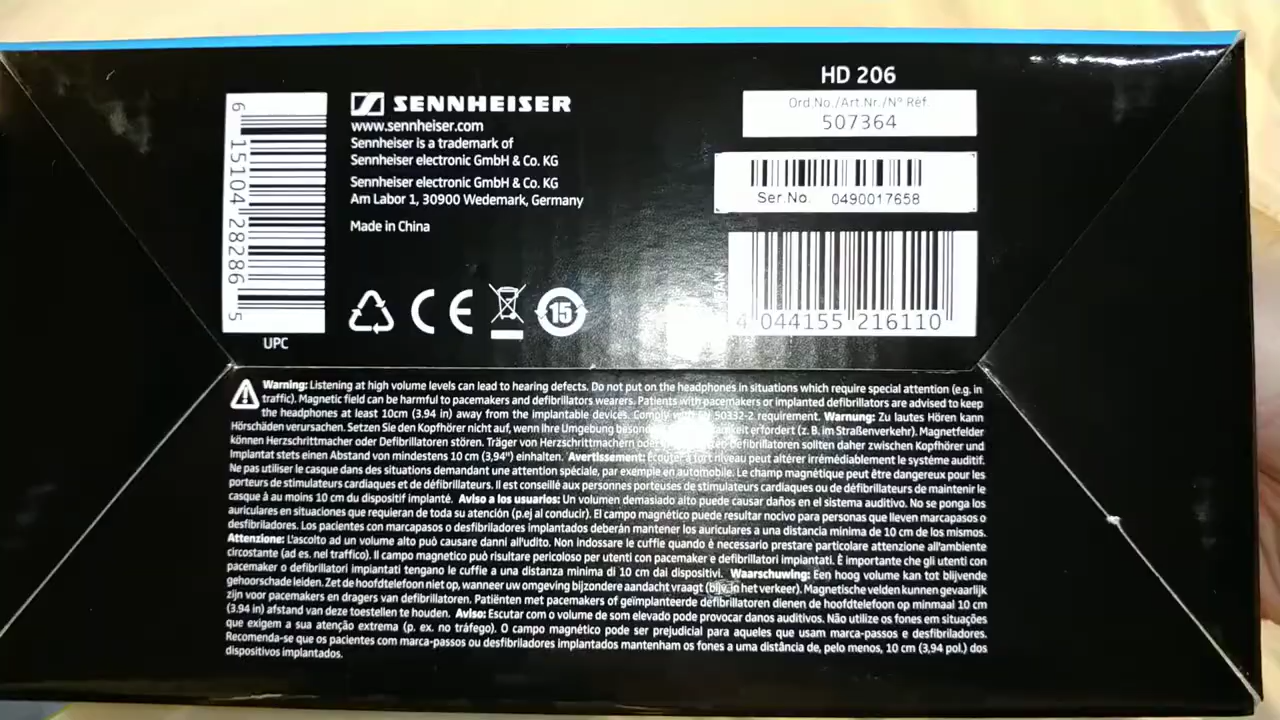 HD 206
Ord.No./Art.Nr./N° Réf.
507364
Ser.No. 0490017658
EAN
4 044155 216110
6 15104 28286 5
UPC
SENNHEISER
www.sennheiser.com
Sennheiser is a trademark of
Sennheiser electronic GmbH & Co. KG
Sennheiser electronic GmbH & Co. KG
Am Labor 1, 30900 Wedemark, Germany
Made in China
CE
15
Warning: Listening at high volume levels can lead to hearing defects. Do not put on the headphones in situations which require special attention (e.g. in
traffic). Magnetic field can be harmful to pacemakers and defibrillators wearers. Patients with pacemakers or implanted defibrillators are advised to keep
the headphones at least 10cm (3.94 in) away from the implantable devices. Comply with EN 50332-2 requirement. Warnung: Zu lautes Hören kann
Hörschäden verursachen. Setzen Sie den Kopfhörer nicht auf, wenn Ihre Umgebung erfordert (z. B. im Straßenverkehr). Magnetfelder
können Herzschrittmacher oder Defibrillatoren stören. Träger von Herzschrittmachern oder Defibrillatoren sollten daher zwischen Kopfhörer und
Implantat stets einen Abstand von mindestens 10 cm (3,94") einhalten. Avertissement: Écouter à fort niveau peut altérer irrémédiablement le système auditif.
Ne pas utiliser le casque dans des situations demandant une attention spéciale, par exemple en automobile. Le champ magnétique peut être dangereux pour les
porteurs de stimulateurs cardiaques et de défibrillateurs. Il est conseillé aux personnes porteuses de stimulateurs cardiaques ou de défibrillateurs de maintenir le
casque à au moins 10 cm du dispositif implanté. Aviso a los usuarios: Un volumen demasiado alto puede causar daños en el sistema auditivo. No se ponga los
auriculares en situaciones que requieran de toda su atención (p.ej al conducir). El campo magnético puede resultar nocivo para personas que lleven marcapasos o
desfibriladores. Los pacientes con marcapasos o desfibriladores implantados deberán mantener los auriculares a una distancia mínima de 10 cm de los mismos.
Attenzione: L'ascolto ad un volume alto può causare danni all'udito. Non indossare le cuffie quando è necessario prestare particolare attenzione all'ambiente
circostante (ad es. nel traffico). Il campo magnetico può risultare pericoloso per utenti con pacemaker e defibrillatori impiantati. È importante che gli utenti con
pacemaker o defibrillatori impiantati tengano le cuffie a una distanza minima di 10 cm dai dispositivi. Waarschuwing: Een hoog volume kan tot blijvende
gehoorschade leiden. Zet de hoofdtelefoon niet op, wanneer uw omgeving bijzondere aandacht vraagt (bijv. in het verkeer). Magnetische velden kunnen gevaarlijk
zijn voor pacemakers en dragers van defibrillatoren. Patiënten met pacemakers of geïmplanteerde defibrillatoren dienen de hoofdtelefoon op minmaal 10 cm
(3.94 in) afstand van deze toestellen te houden. Aviso: Escutar com o volume de som elevado pode provocar danos auditivos. Não utilize os fones em situações
que exigem a sua atenção extrema (p. ex. no tráfego). O campo magnético pode ser prejudicial para aqueles que usam marca-passos e desfibriladores.
Recomenda-se que os pacientes com marca-passos ou desfibriladores implantados mantenham os fones a uma distância de, pelo menos, 10 cm (3,94 pol.) dos
dispositivos implantados.